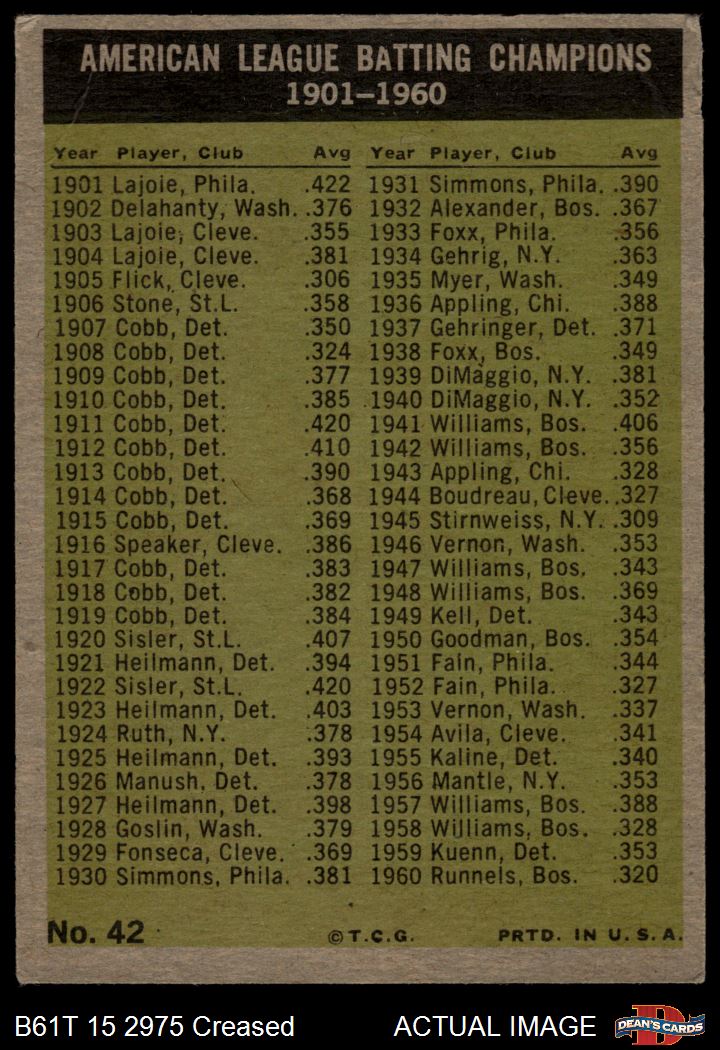 AMERICAN LEAGUE BATTING CHAMPIONS
1901–1960
Year Player, Club Avg Year Player, Club Avg
1901 Lajoie, Phila. .422 1931 Simmons, Phila. .390
1902 Delahanty, Wash. .376 1932 Alexander, Bos. .367
1903 Lajoie, Cleve. .355 1933 Foxx, Phila. .356
1904 Lajoie, Cleve. .381 1934 Gehrig, N.Y. .363
1905 Flick, Cleve. .306 1935 Myer, Wash. .349
1906 Stone, St.L. .358 1936 Appling, Chi. .388
1907 Cobb, Det. .350 1937 Gehringer, Det. .371
1908 Cobb, Det. .324 1938 Foxx, Bos. .349
1909 Cobb, Det. .377 1939 DiMaggio, N.Y. .381
1910 Cobb, Det. .385 1940 DiMaggio, N.Y. .352
1911 Cobb, Det. .420 1941 Williams, Bos. .406
1912 Cobb, Det. .410 1942 Williams, Bos. .356
1913 Cobb, Det. .390 1943 Appling, Chi. .328
1914 Cobb, Det. .368 1944 Boudreau, Cleve. .327
1915 Cobb, Det. .369 1945 Stirnweiss, N.Y. .309
1916 Speaker, Cleve. .386 1946 Vernon, Wash. .353
1917 Cobb, Det. .383 1947 Williams, Bos. .343
1918 Cobb, Det. .382 1948 Williams, Bos. .369
1919 Cobb, Det. .384 1949 Kell, Det. .343
1920 Sisler, St.L. .407 1950 Goodman, Bos. .354
1921 Heilmann, Det. .394 1951 Fain, Phila. .344
1922 Sisler, St.L. .420 1952 Fain, Phila. .327
1923 Heilmann, Det. .403 1953 Vernon, Wash. .337
1924 Ruth, N.Y. .378 1954 Avila, Cleve. .341
1925 Heilmann, Det. .393 1955 Kaline, Det. .340
1926 Manush, Det. .378 1956 Mantle, N.Y. .353
1927 Heilmann, Det. .398 1957 Williams, Bos. .388
1928 Goslin, Wash. .379 1958 Williams, Bos. .328
1929 Fonseca, Cleve. .369 1959 Kuenn, Det. .353
1930 Simmons, Phila. .381 1960 Runnels, Bos. .320
No. 42 ©T.C.G. PRTD. IN U.S.A.
B61T 15 2975 Creased ACTUAL IMAGE DEAN'S CARDS